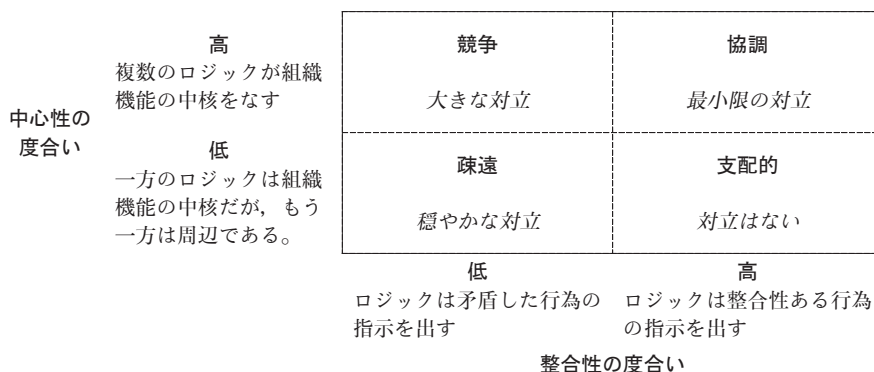 高
複数のロジックが組織
機能の中核をなす
競争
大きな対立
協調
最小限の対立
中心性の
度合い
低
一方のロジックは組織
機能の中核だが，もう
一方は周辺である。
疎遠
穏やかな対立
支配的
対立はない
低
ロジックは矛盾した行為の
指示を出す
高
ロジックは整合性ある行為
の指示を出す
整合性の度合い